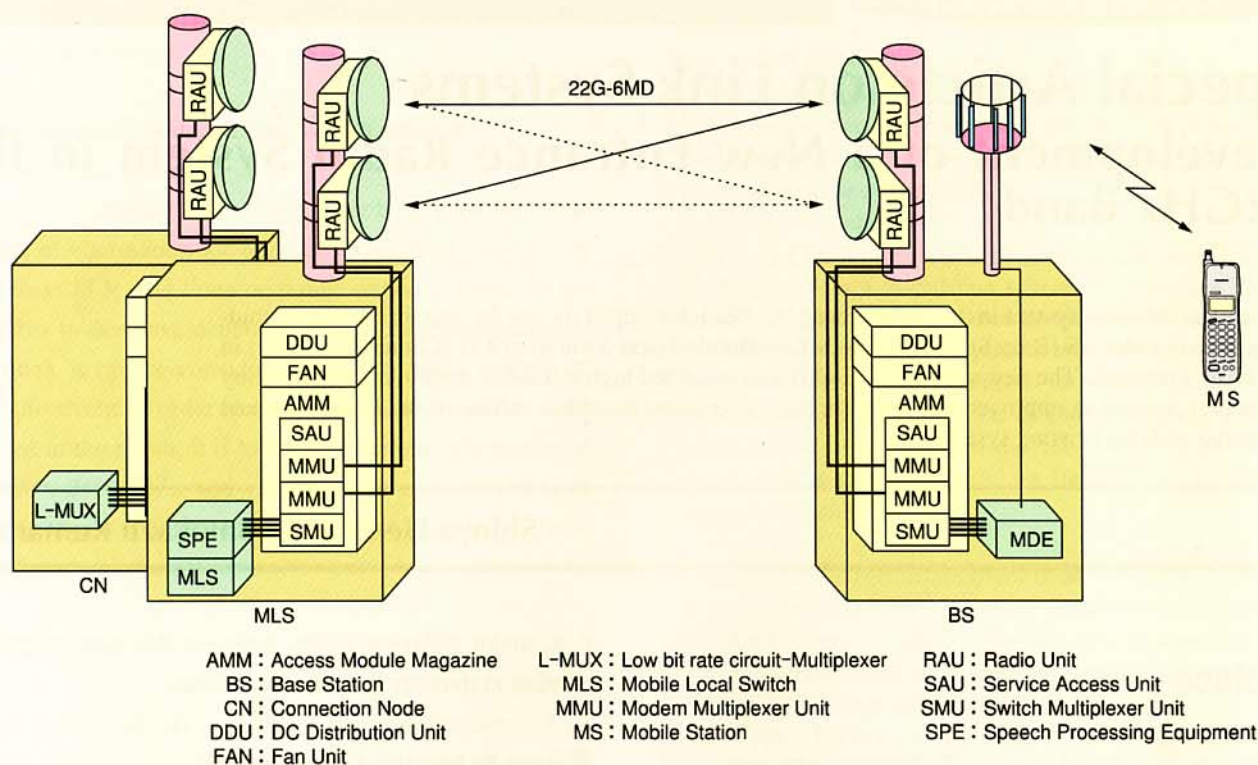 22G-6MD
RAU
RAU
RAU
RAU
RAU
RAU
DDU
FAN
AMM
SAU
MMU
MMU
SMU
L-MUX
SPE
MLS
CN
MLS
DDU
FAN
AMM
SAU
MMU
MMU
SMU
MDE
BS
MS
AMM : Access Module Magazine
BS : Base Station
CN : Connection Node
DDU : DC Distribution Unit
FAN : Fan Unit
L-MUX : Low bit rate circuit-Multiplexer
MLS : Mobile Local Switch
MMU : Modem Multiplexer Unit
MS : Mobile Station
RAU : Radio Unit
SAU : Service Access Unit
SMU : Switch Multiplexer Unit
SPE : Speech Processing Equipment